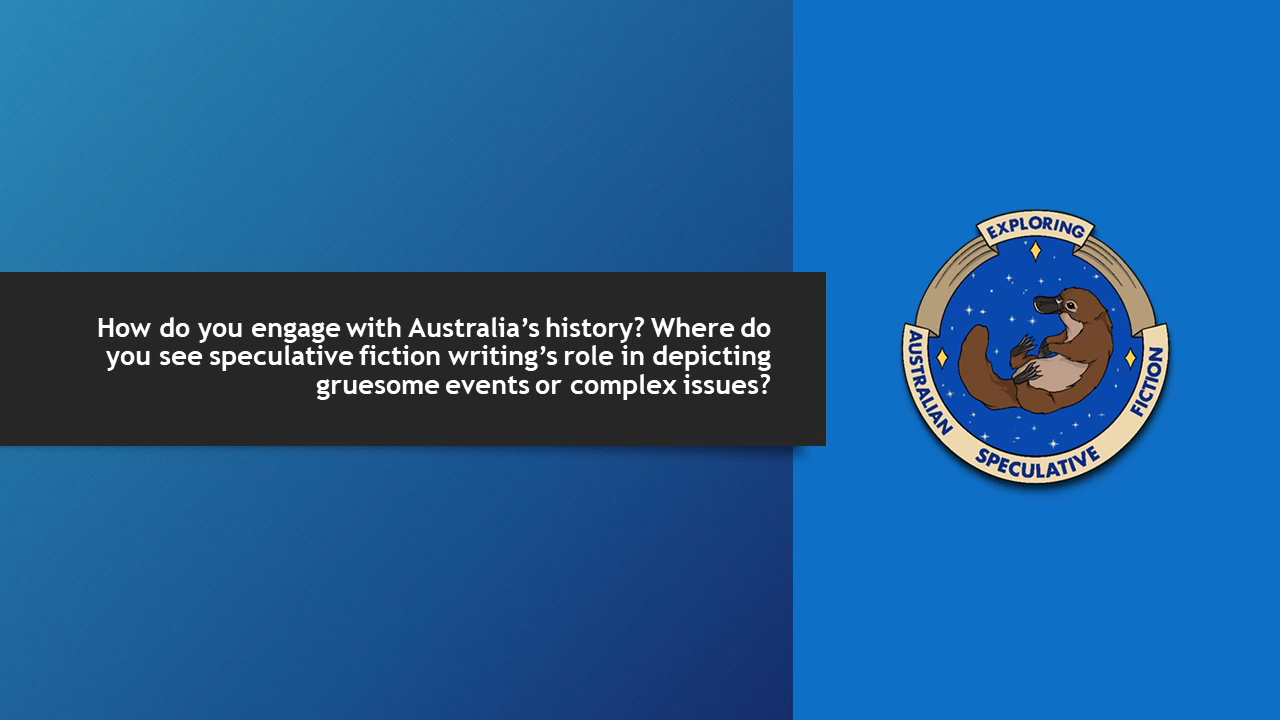 How do you engage with Australia’s history? Where do
you see speculative fiction writing’s role in depicting
gruesome events or complex issues?
EXPLORING
AUSTRALIAN
SPECULATIVE
FICTION